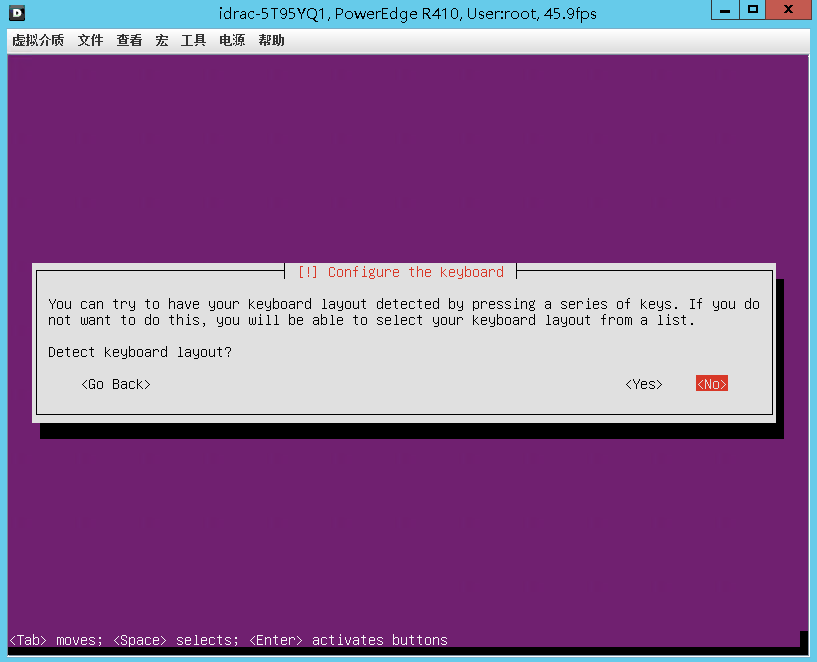 idrac-5T95YQ1, PowerEdge R410, User:root, 45.9fps
虚拟介质 文件 查看 宏 工具 电源 帮助
[!] Configure the keyboard
You can try to have your keyboard layout detected by pressing a series of keys. If you do
not want to do this, you will be able to select your keyboard layout from a list.
Detect keyboard layout?
<Go Back> <Yes> <No>
<Tab> moves; <Space> selects; <Enter> activates buttons